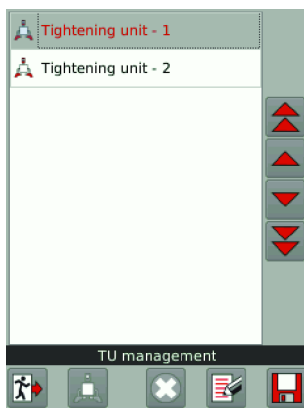 Tightening unit - 1
Tightening unit - 2
TU management